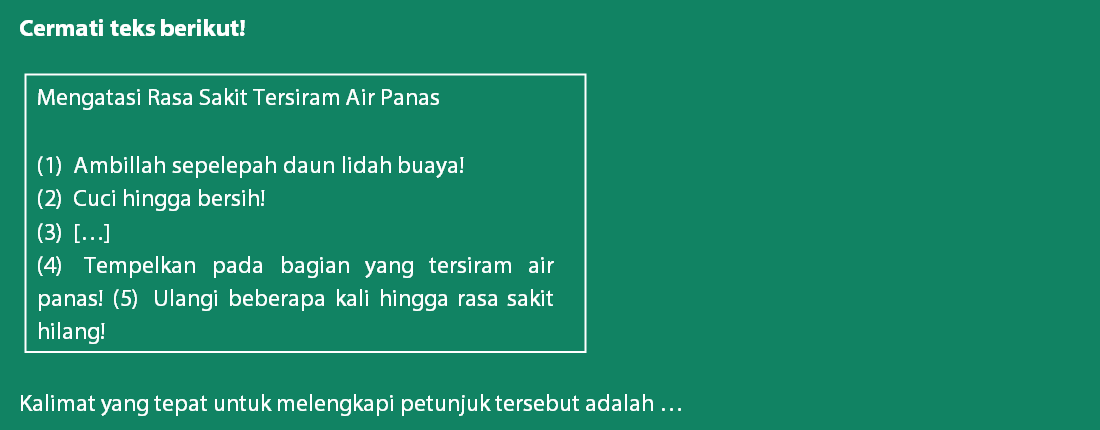 Cermati teks berikut!
Mengatasi Rasa Sakit Tersiram Air Panas
(1) Ambillah sepelepah daun lidah buaya!
(2) Cuci hingga bersih!
(3) [...]
(4) Tempelkan pada bagian yang tersiram air
panas! (5) Ulangi beberapa kali hingga rasa sakit
hilang!
Kalimat yang tepat untuk melengkapi petunjuk tersebut adalah ...